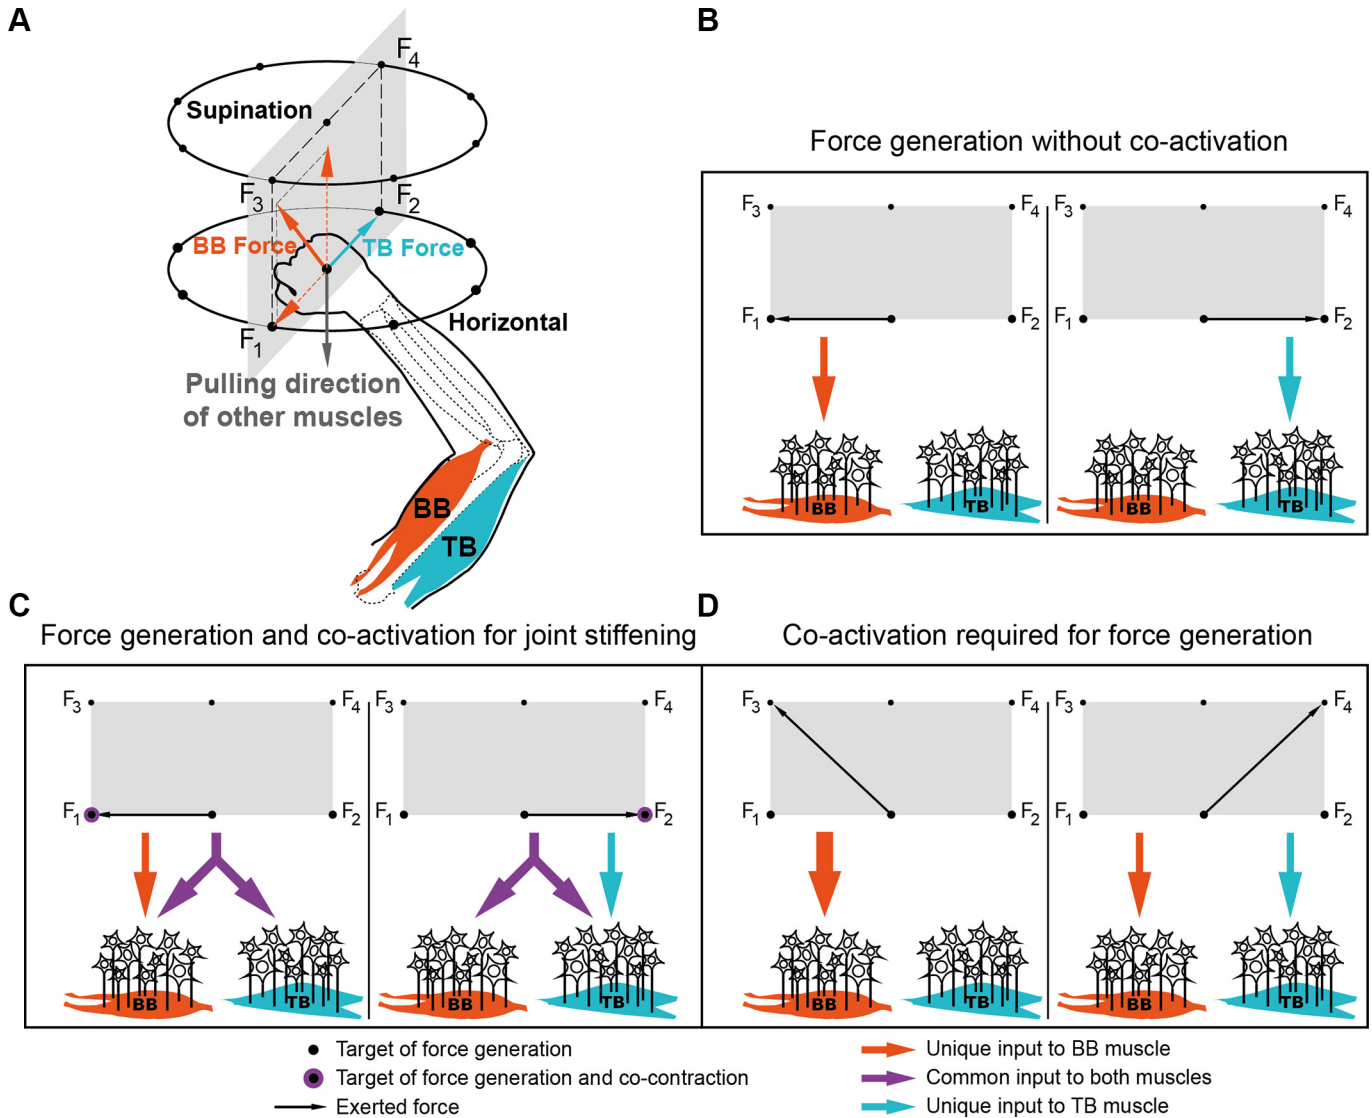 A
F4
Supination
F3
F2
BB Force
TB Force
F1
Horizontal
Pulling direction
of other muscles
BB
TB
B
Force generation without co-activation
F3
F4
F3
F4
F1
F2
F1
F2
BB
TB
BB
TB
C
Force generation and co-activation for joint stiffening
F3
F4
F3
F4
F1
F2
F1
F2
BB
TB
BB
TB
D
Co-activation required for force generation
F3
F4
F3
F4
F1
F2
F1
F2
BB
TB
BB
TB
Target of force generation
Target of force generation and co-contraction
Exerted force
Unique input to BB muscle
Common input to both muscles
Unique input to TB muscle